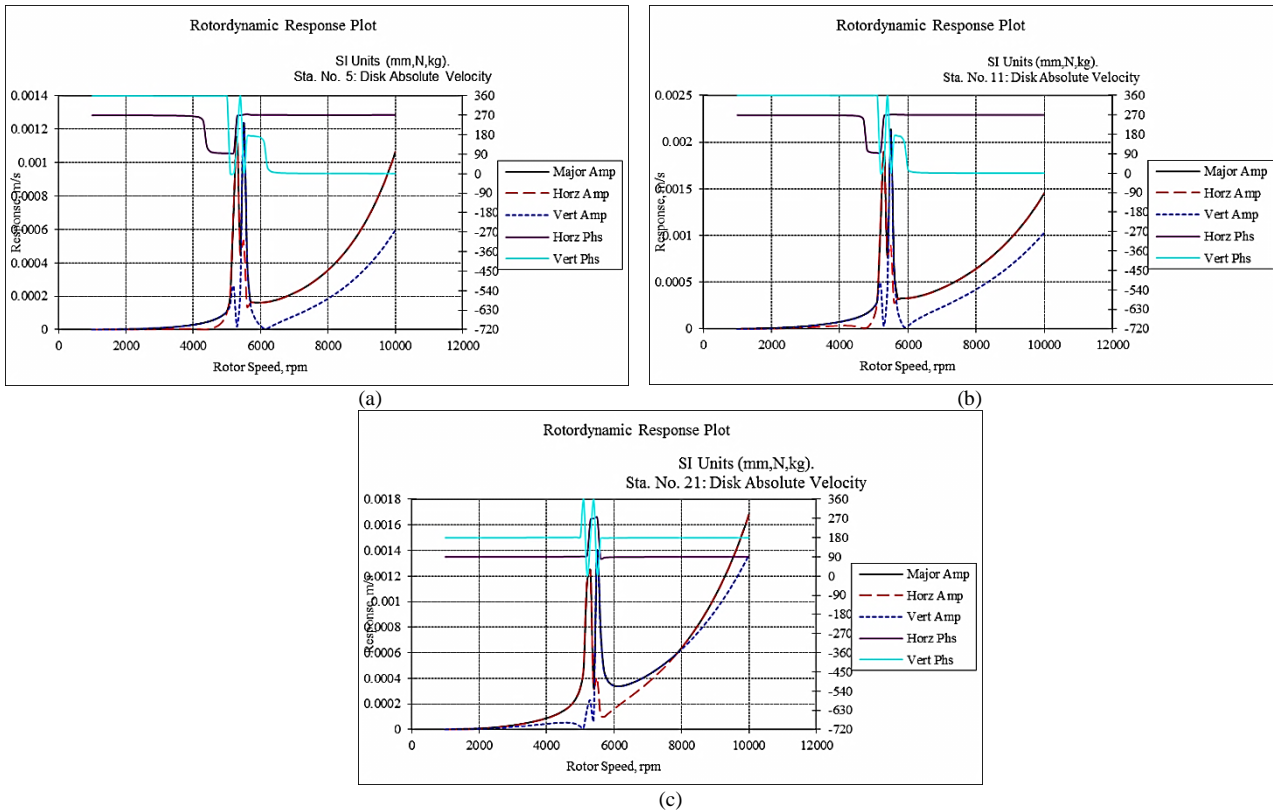 Rotordynamic Response Plot
SI Units (mm,N,kg).
Sta. No. 5: Disk Absolute Velocity
Response, m/s
0.0014
0.0012
0.001
0.0008
0.0006
0.0004
0.0002
0
0
2000
4000
6000
8000
10000
12000
Rotor Speed, rpm
360
270
180
90
0
-90
-180
-270
-360
-450
-540
-630
-720
Major Amp
Horz Amp
Vert Amp
Horz Phs
Vert Phs
(a)
Rotordynamic Response Plot
SI Units (mm,N,kg).
Sta. No. 11: Disk Absolute Velocity
Response, m/s
0.0025
0.002
0.0015
0.001
0.0005
0
0
2000
4000
6000
8000
10000
12000
Rotor Speed, rpm
360
270
180
90
0
-90
-180
-270
-360
-450
-540
-630
-720
Major Amp
Horz Amp
Vert Amp
Horz Phs
Vert Phs
(b)
Rotordynamic Response Plot
SI Units (mm,N,kg).
Sta. No. 21: Disk Absolute Velocity
Response, m/s
0.0018
0.0016
0.0014
0.0012
0.001
0.0008
0.0006
0.0004
0.0002
0
0
2000
4000
6000
8000
10000
12000
Rotor Speed, rpm
360
270
180
90
0
-90
-180
-270
-360
-450
-540
-630
-720
Major Amp
Horz Amp
Vert Amp
Horz Phs
Vert Phs
(c)